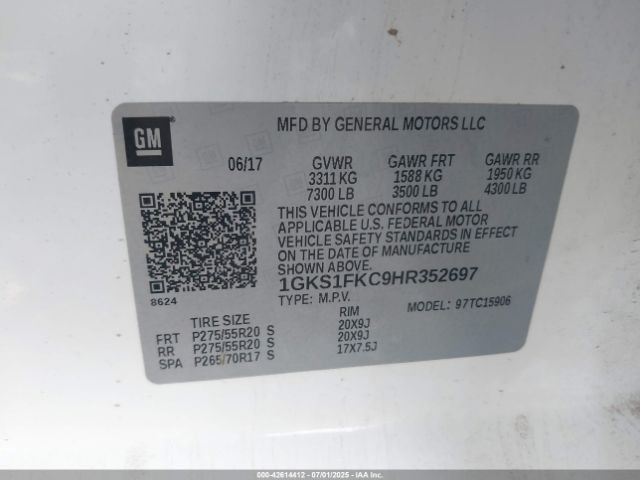 GM
MFD BY GENERAL MOTORS LLC
06/17 GVWR GAWR FRT GAWR RR
3311 KG 1588 KG 1950 KG
7300 LB 3500 LB 4300 LB
THIS VEHICLE CONFORMS TO ALL
APPLICABLE U.S. FEDERAL MOTOR
VEHICLE SAFETY STANDARDS IN EFFECT
ON THE DATE OF MANUFACTURE
SHOWN ABOVE.
1GKS1FKC9HR352697
8624
TYPE: M.P.V. MODEL: 97TC15906
TIRE SIZE RIM
FRT P275/55R20 S 20X9J
RR P275/55R20 S 20X9J
SPA P265/70R17 S 17X7.5J
000-42614412 - 07/01/2025 - IAAI.com